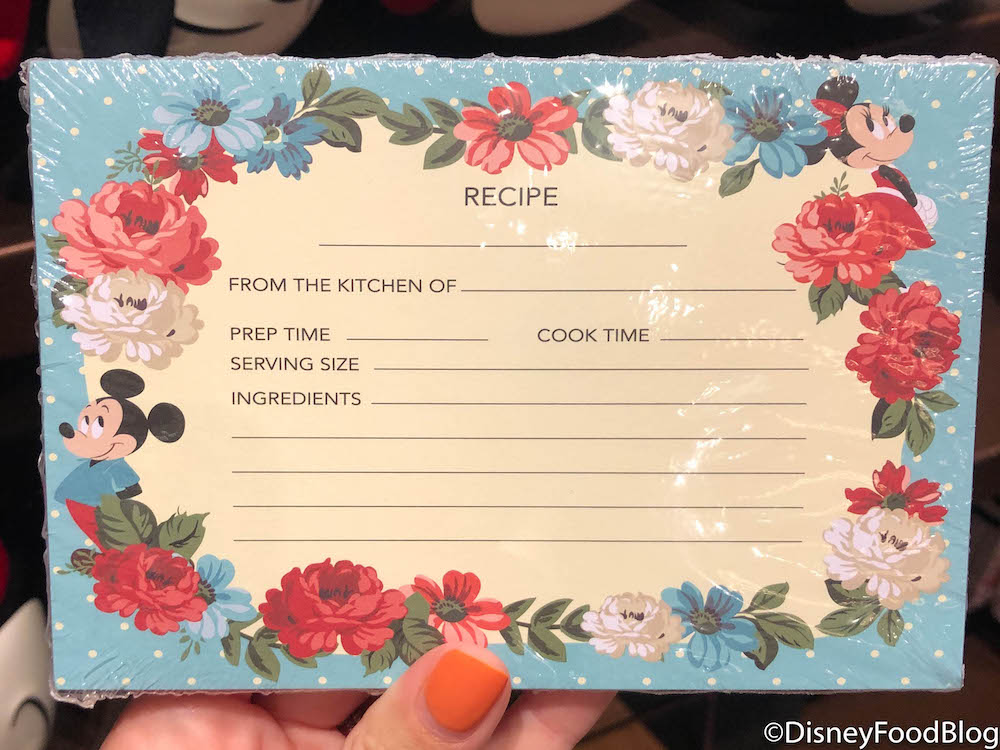 RECIPE
FROM THE KITCHEN OF
PREP TIME COOK TIME
SERVING SIZE
INGREDIENTS
©DisneyFoodBlog